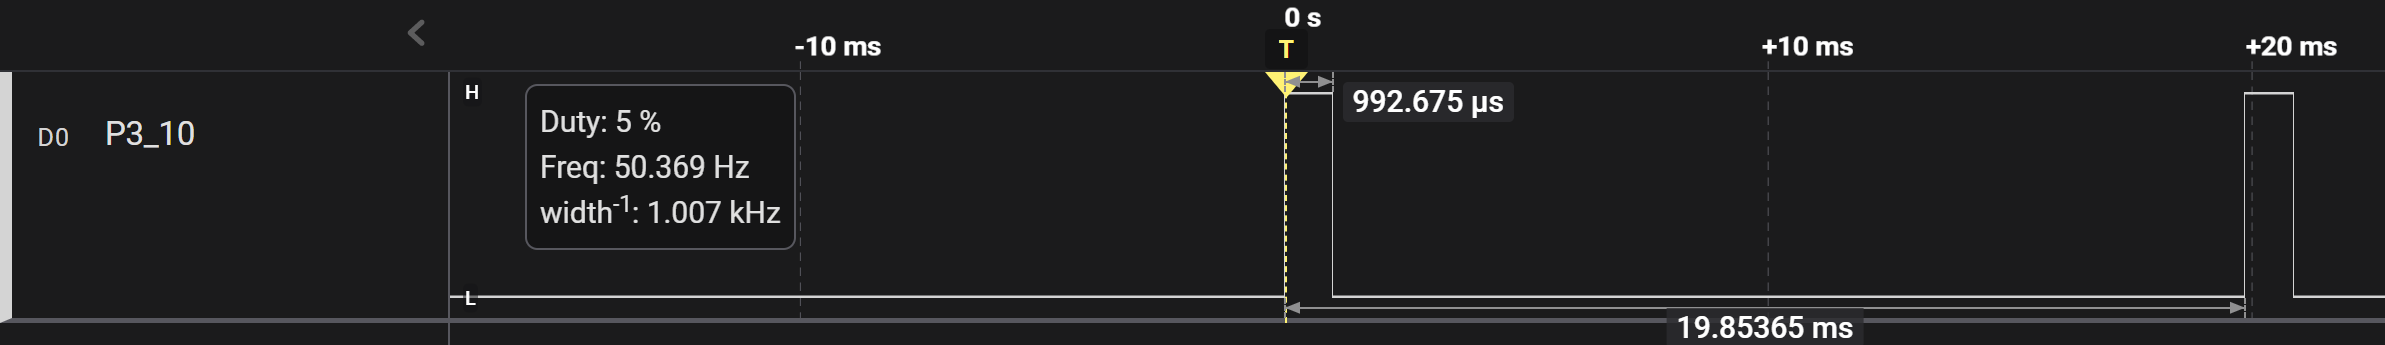 0 s
-10 ms
T
+10 ms
+20 ms
H
992.675 µs
Duty: 5 %
D0 P3_10
Freq: 50.369 Hz
width⁻¹: 1.007 kHz
L
19.85365 ms